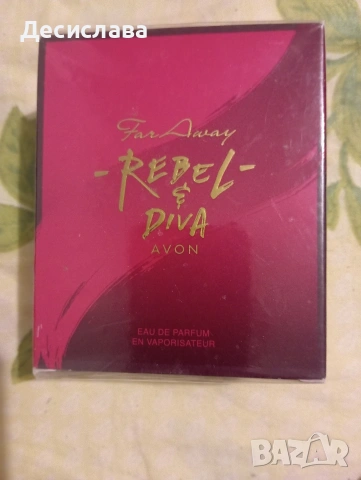 Десислава
Far Away
-REBEL-
&
DIVA
AVON
EAU DE PARFUM
EN VAPORISATEUR
BAZAR